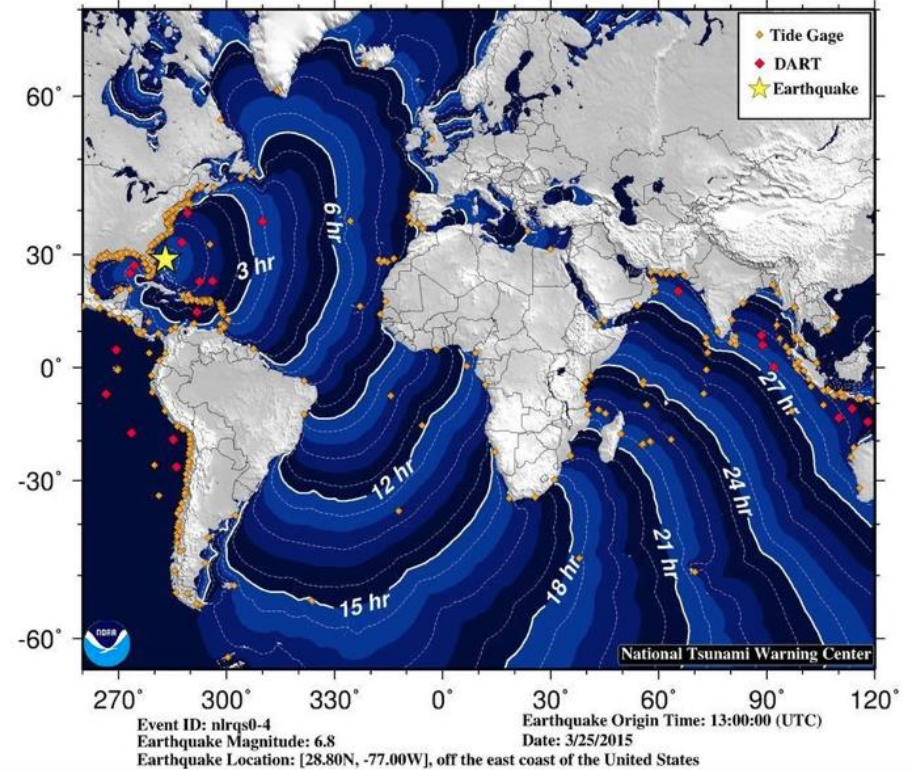 Tide Gage
DART
Earthquake
60°
30°
0°
-30°
-60°
3 hr
6 hr
12 hr
15 hr
18 hr
21 hr
24 hr
27 hr
NOAA
National Tsunami Warning Center
270° 300° 330° 0° 30° 60° 90° 120°
Event ID: nlrqs0-4
Earthquake Magnitude: 6.8
Earthquake Location: [28.80N, -77.00W], off the east coast of the United States
Earthquake Origin Time: 13:00:00 (UTC)
Date: 3/25/2015